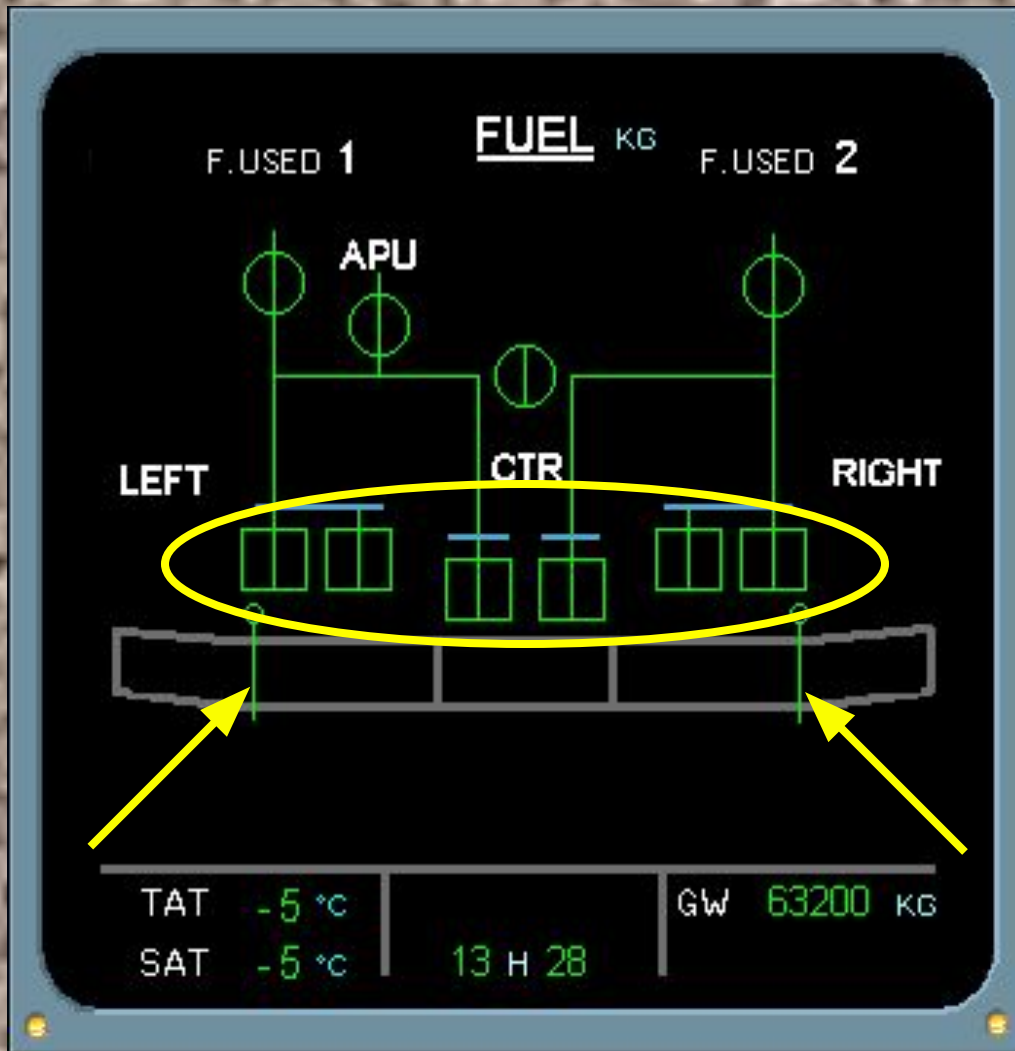 FUEL KG
F.USED 1
F.USED 2
APU
LEFT
CTR
RIGHT
TAT -5 °C
SAT -5 °C
13 H 28
GW 63200 KG